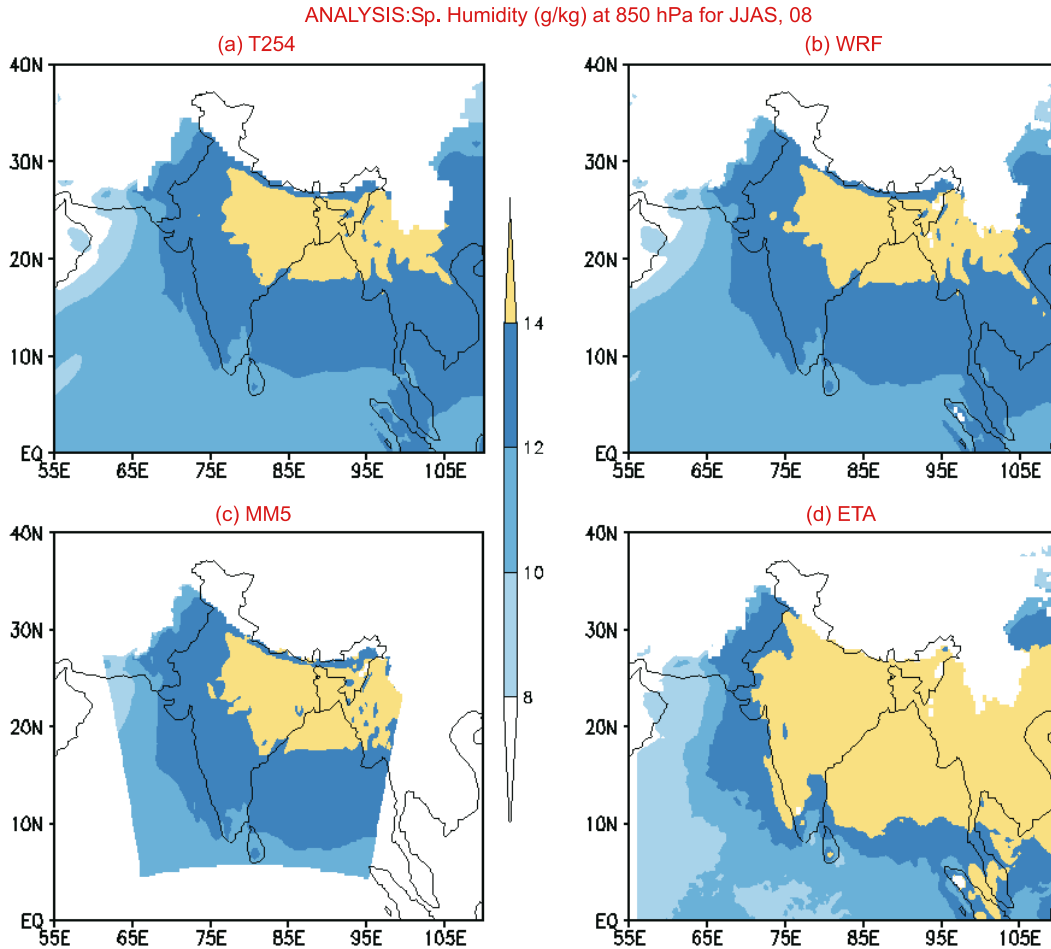 ANALYSIS:Sp. Humidity (g/kg) at 850 hPa for JJAS, 08
(a) T254
(b) WRF
40N
30N
20N
10N
EQ
55E 65E 75E 85E 95E 105E
40N
30N
20N
10N
EQ
55E 65E 75E 85E 95E 105E
14
12
10
8
(c) MM5
(d) ETA
40N
30N
20N
10N
EQ
55E 65E 75E 85E 95E 105E
40N
30N
20N
10N
EQ
55E 65E 75E 85E 95E 105E